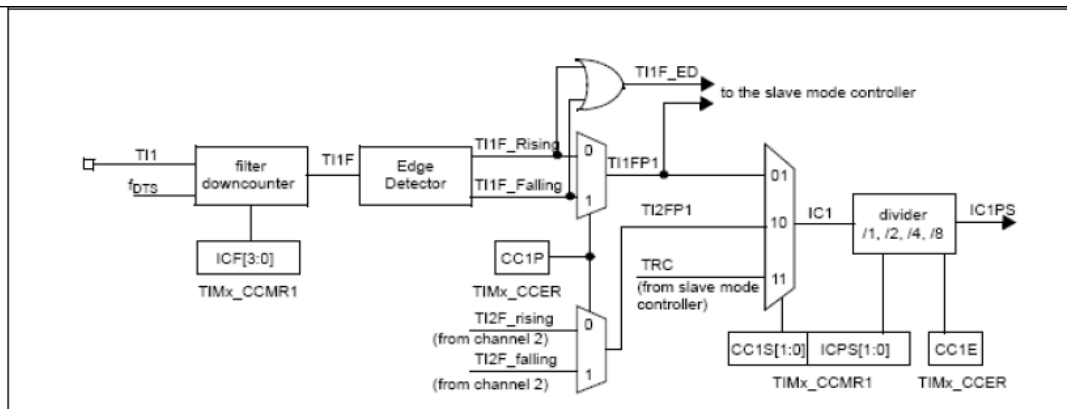 TI1F_ED
to the slave mode controller
TI1F_Rising
TI1
TI1F
0
TI1FP1
filter
downcounter
Edge
Detector
01
fDTS
TI1F_Falling
1
TI2FP1
IC1
divider
/1, /2, /4, /8
IC1PS
10
ICF[3:0]
TIMx_CCMR1
CC1P
TIMx_CCER
TRC
(from slave mode
controller)
11
TI2F_rising
(from channel 2)
0
TI2F_falling
(from channel 2)
1
CC1S[1:0]
ICPS[1:0]
CC1E
TIMx_CCMR1
TIMx_CCER